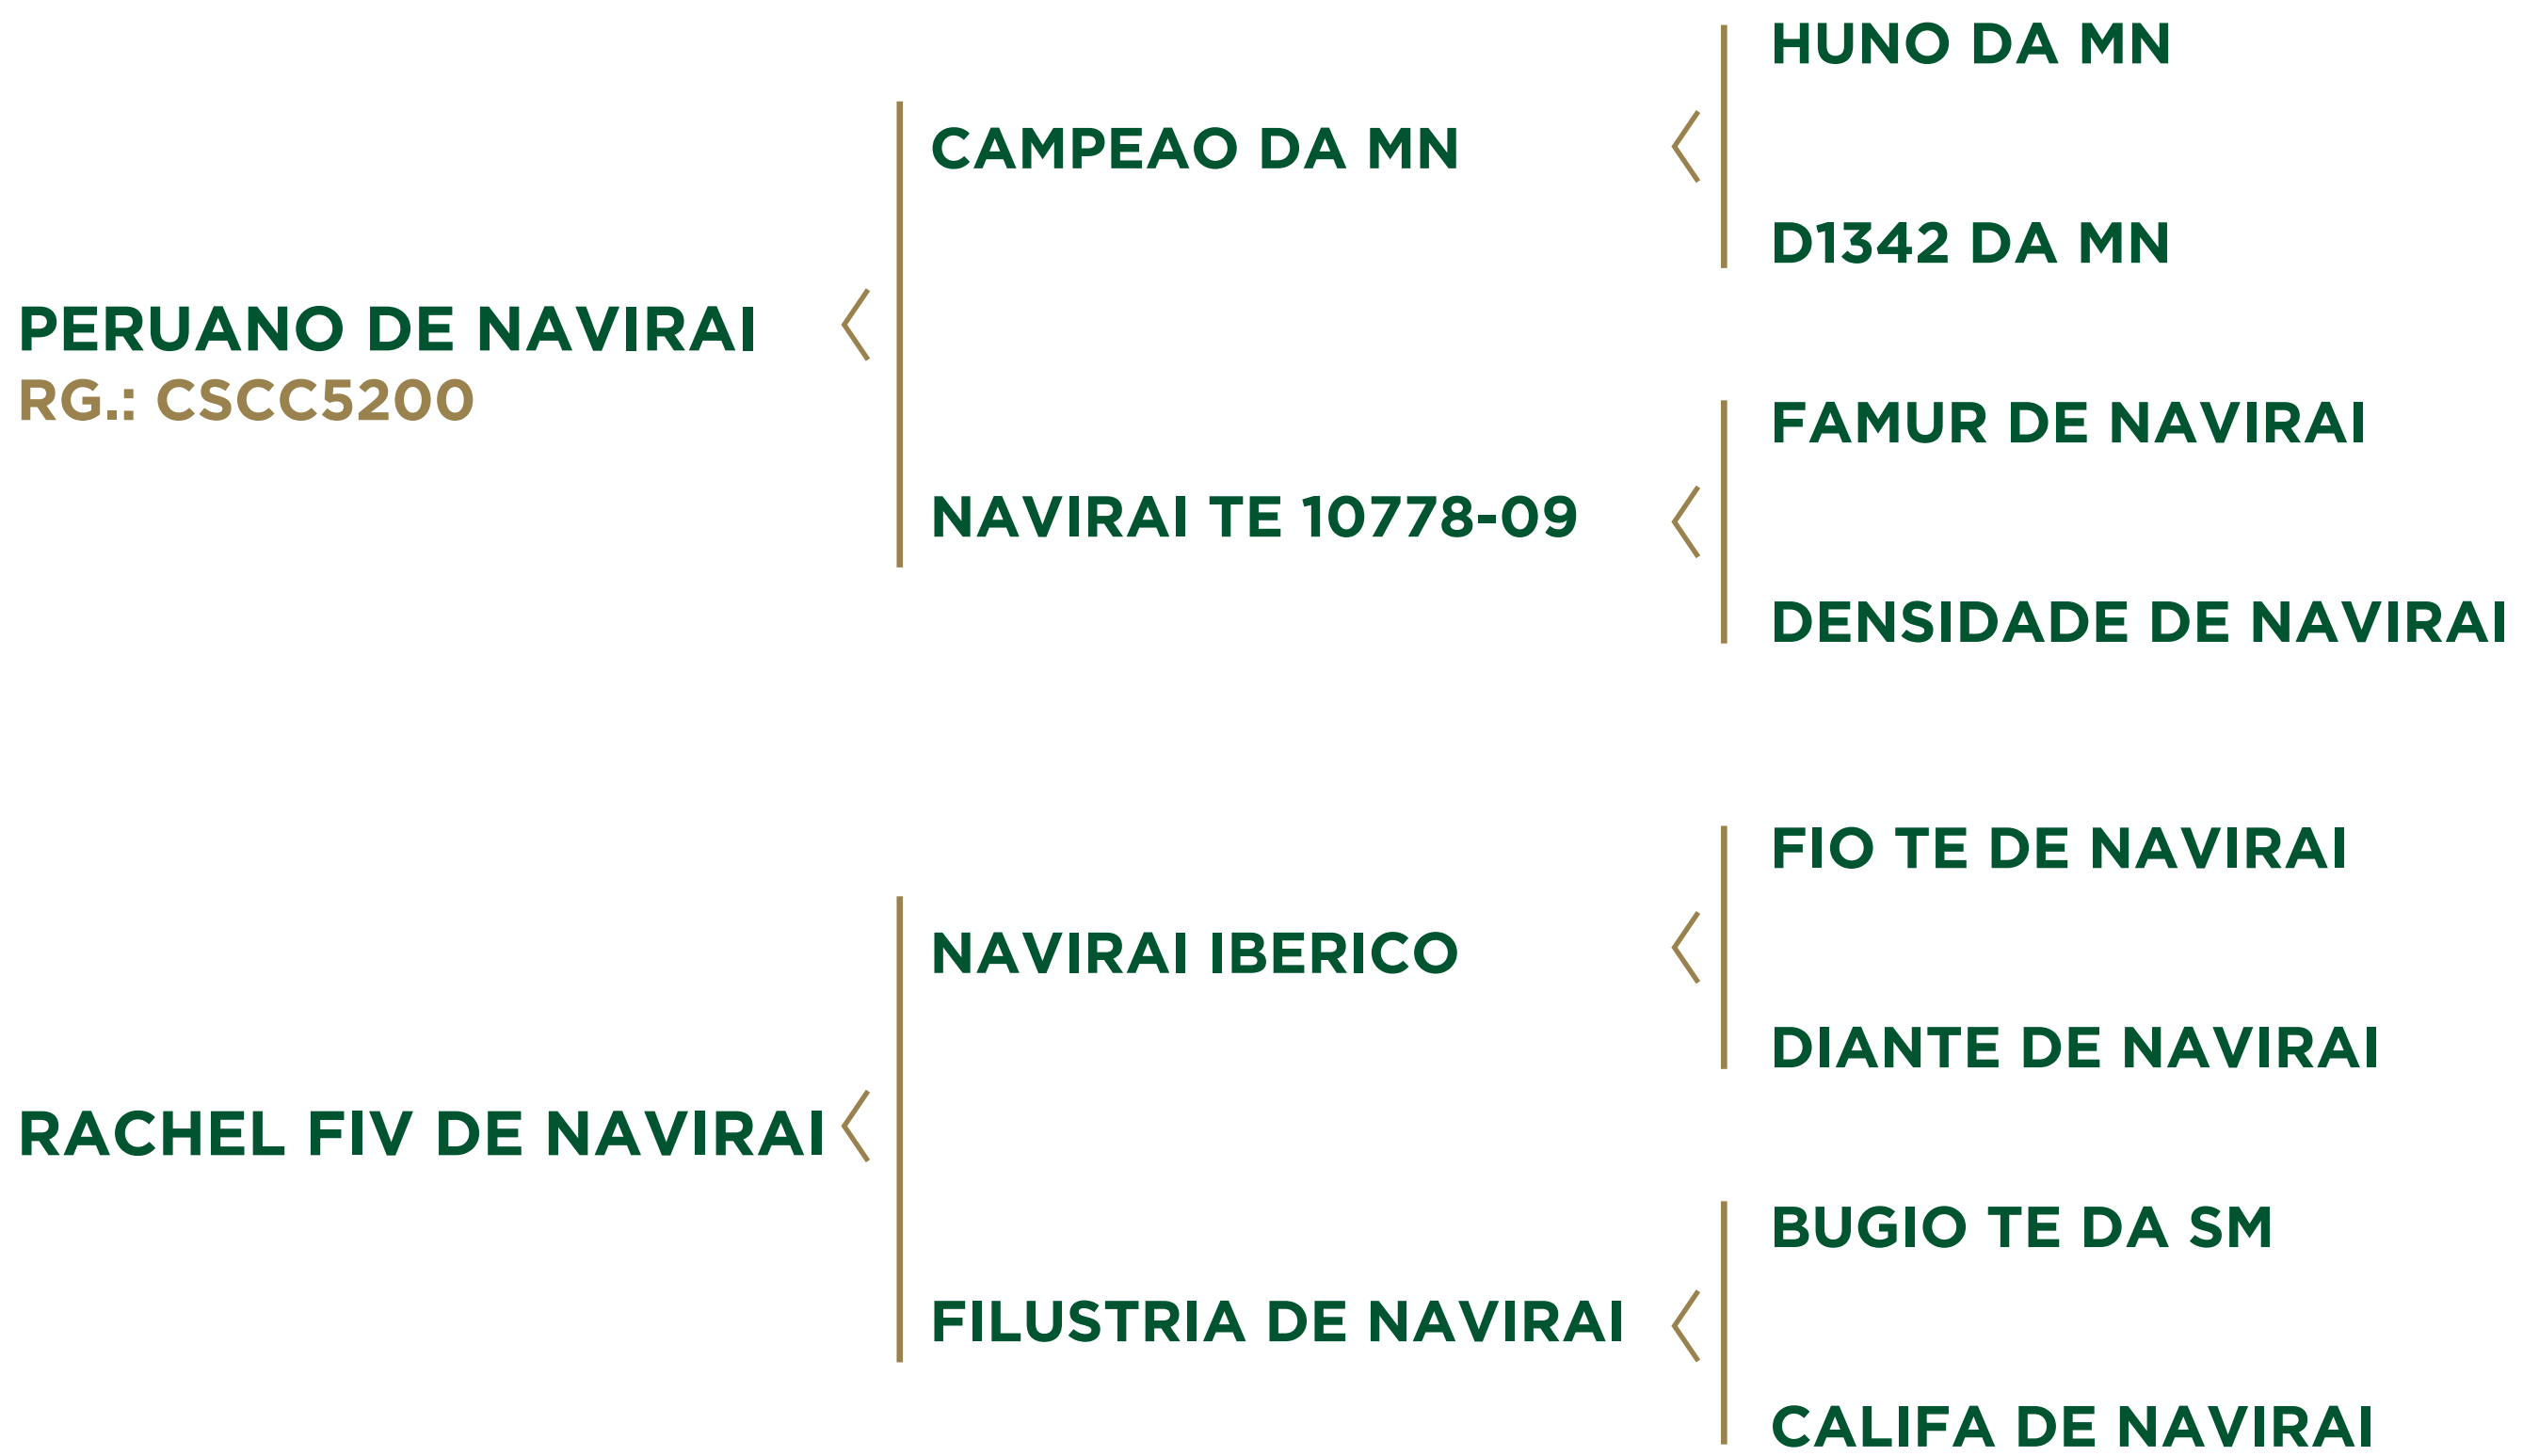 HUNO DA MN
CAMPEAO DA MN
D1342 DA MN
PERUANO DE NAVIRAI
RG.: CSCC5200
FAMUR DE NAVIRAI
NAVIRAI TE 10778-09
DENSIDADE DE NAVIRAI
FIO TE DE NAVIRAI
NAVIRAI IBERICO
DIANTE DE NAVIRAI
RACHEL FIV DE NAVIRAI
BUGIO TE DA SM
FILUSTRIA DE NAVIRAI
CALIFA DE NAVIRAI